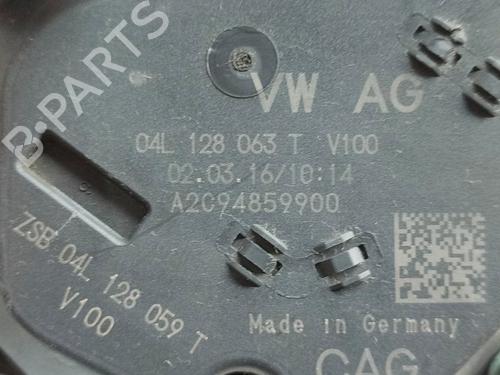 B-PARTS
VW AG
04L 128 063 T V100
02.03.16/10:14
A2C94859900
ZSB 04L 128 059 T
V100
Made in Germany
CAG